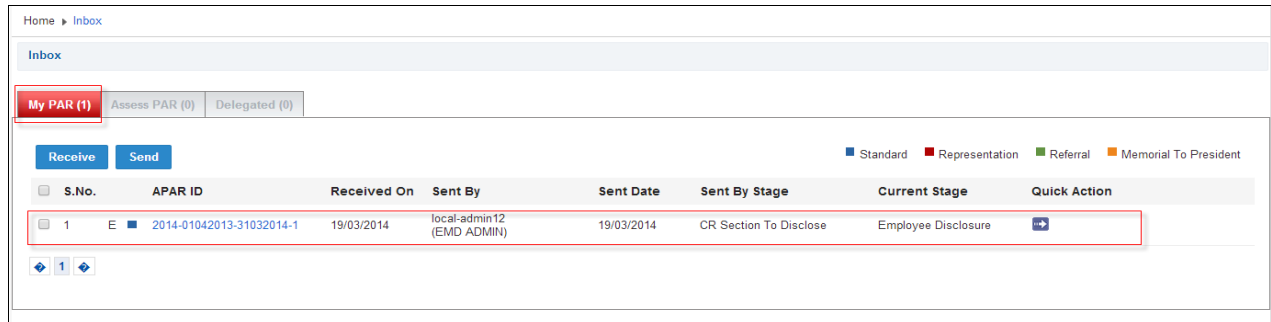 Home Inbox
Inbox
My PAR (1) Assess PAR (0) Delegated (0)
Receive Send Standard Representation Referral Memorial To President
S.No. APAR ID Received On Sent By Sent Date Sent By Stage Current Stage Quick Action
1 E 2014-01042013-31032014-1 19/03/2014 local-admin12 19/03/2014 CR Section To Disclose Employee Disclosure
(EMD ADMIN)
� 1 �